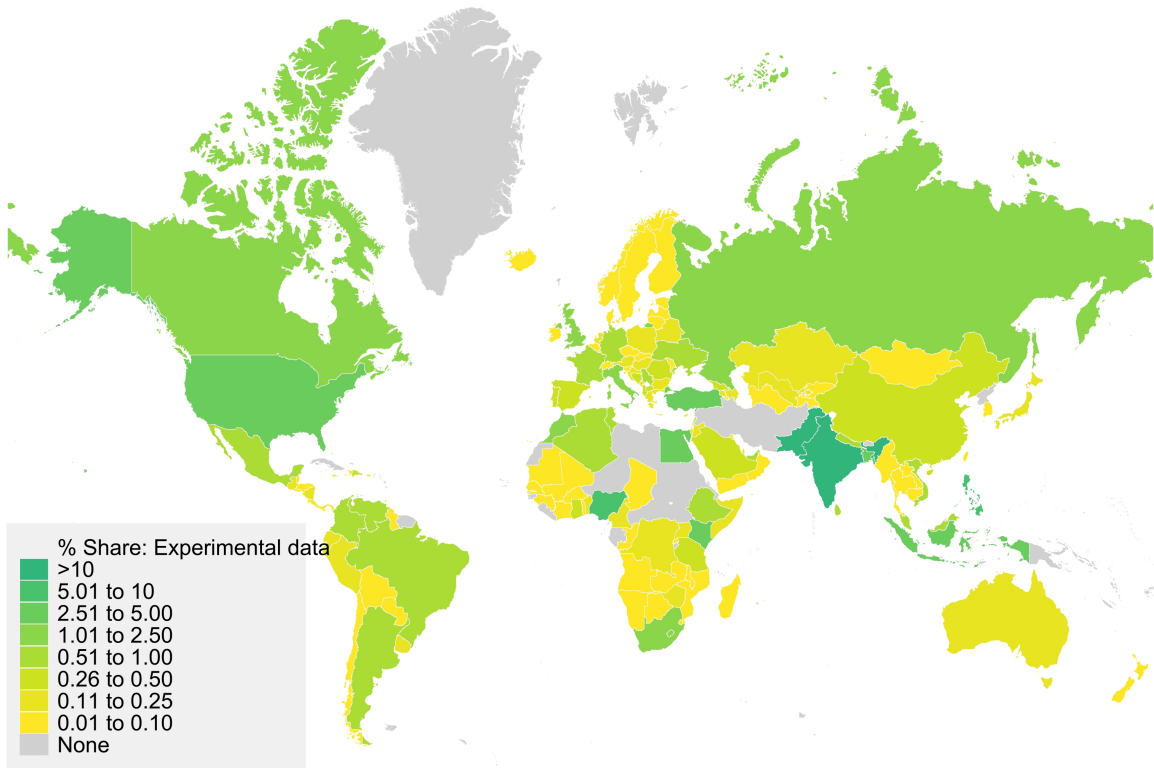 % Share: Experimental data
>10
5.01 to 10
2.51 to 5.00
1.01 to 2.50
0.51 to 1.00
0.26 to 0.50
0.11 to 0.25
0.01 to 0.10
None